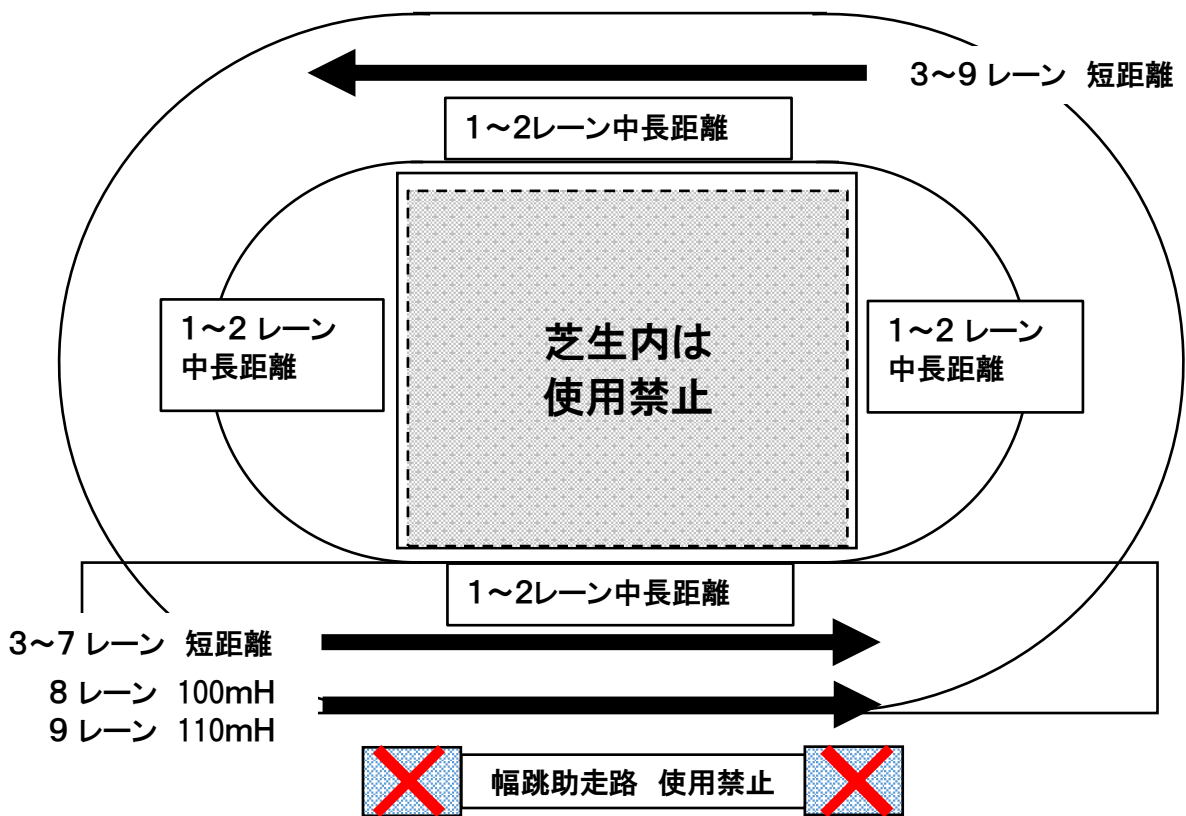 3～9 レーン 短距離
1～2レーン中長距離
1～2 レーン
中長距離
芝生内は
使用禁止
1～2 レーン
中長距離
1～2レーン中長距離
3～7 レーン 短距離
8 レーン 100mH
9 レーン 110mH
幅跳助走路 使用禁止